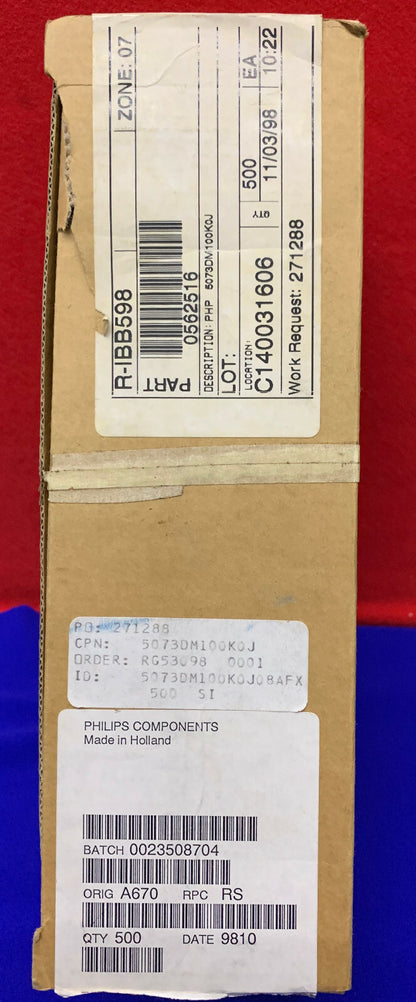 R-IBB598 ZONE: 07
PART
0562516
DESCRIPTION: PHP 5073DM100K0J
LOT:
LOCATION: QTY 500 EA
C140031606 11/03/98 10:22
Work Request: 271288
PO: 271288
CPN: 5073DM100K0J
ORDER: RG53098 0001
ID: 5073DM100K0J08AFX
500 SI
PHILIPS COMPONENTS
Made in Holland
BATCH 0023508704
ORIG A670 RPC RS
QTY 500 DATE 9810